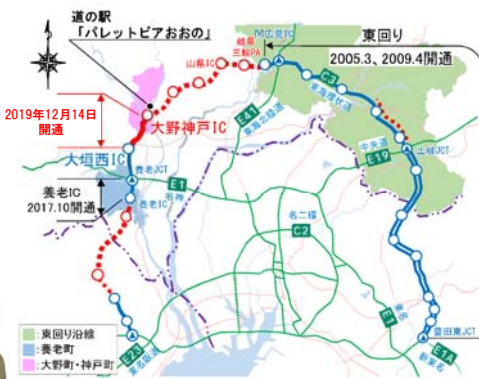 道の駅
「パレットピアおおの」
関広見IC
東回り
岐阜
三輪PA
山県IC
2005.3、2009.4開通
C3
東海環状道
2019年12月14日
開通
大野神戸IC
E41
東海北陸道
中央道
E19
土岐JCT
大垣西IC
養老JCT
E1
名神
養老IC
2017.10開通
養老IC
名二環
C2
東名
E1
豊田東JCT
E1A
新東名
E23
東名阪道
:東回り沿線
:養老町
:大野町・神戸町